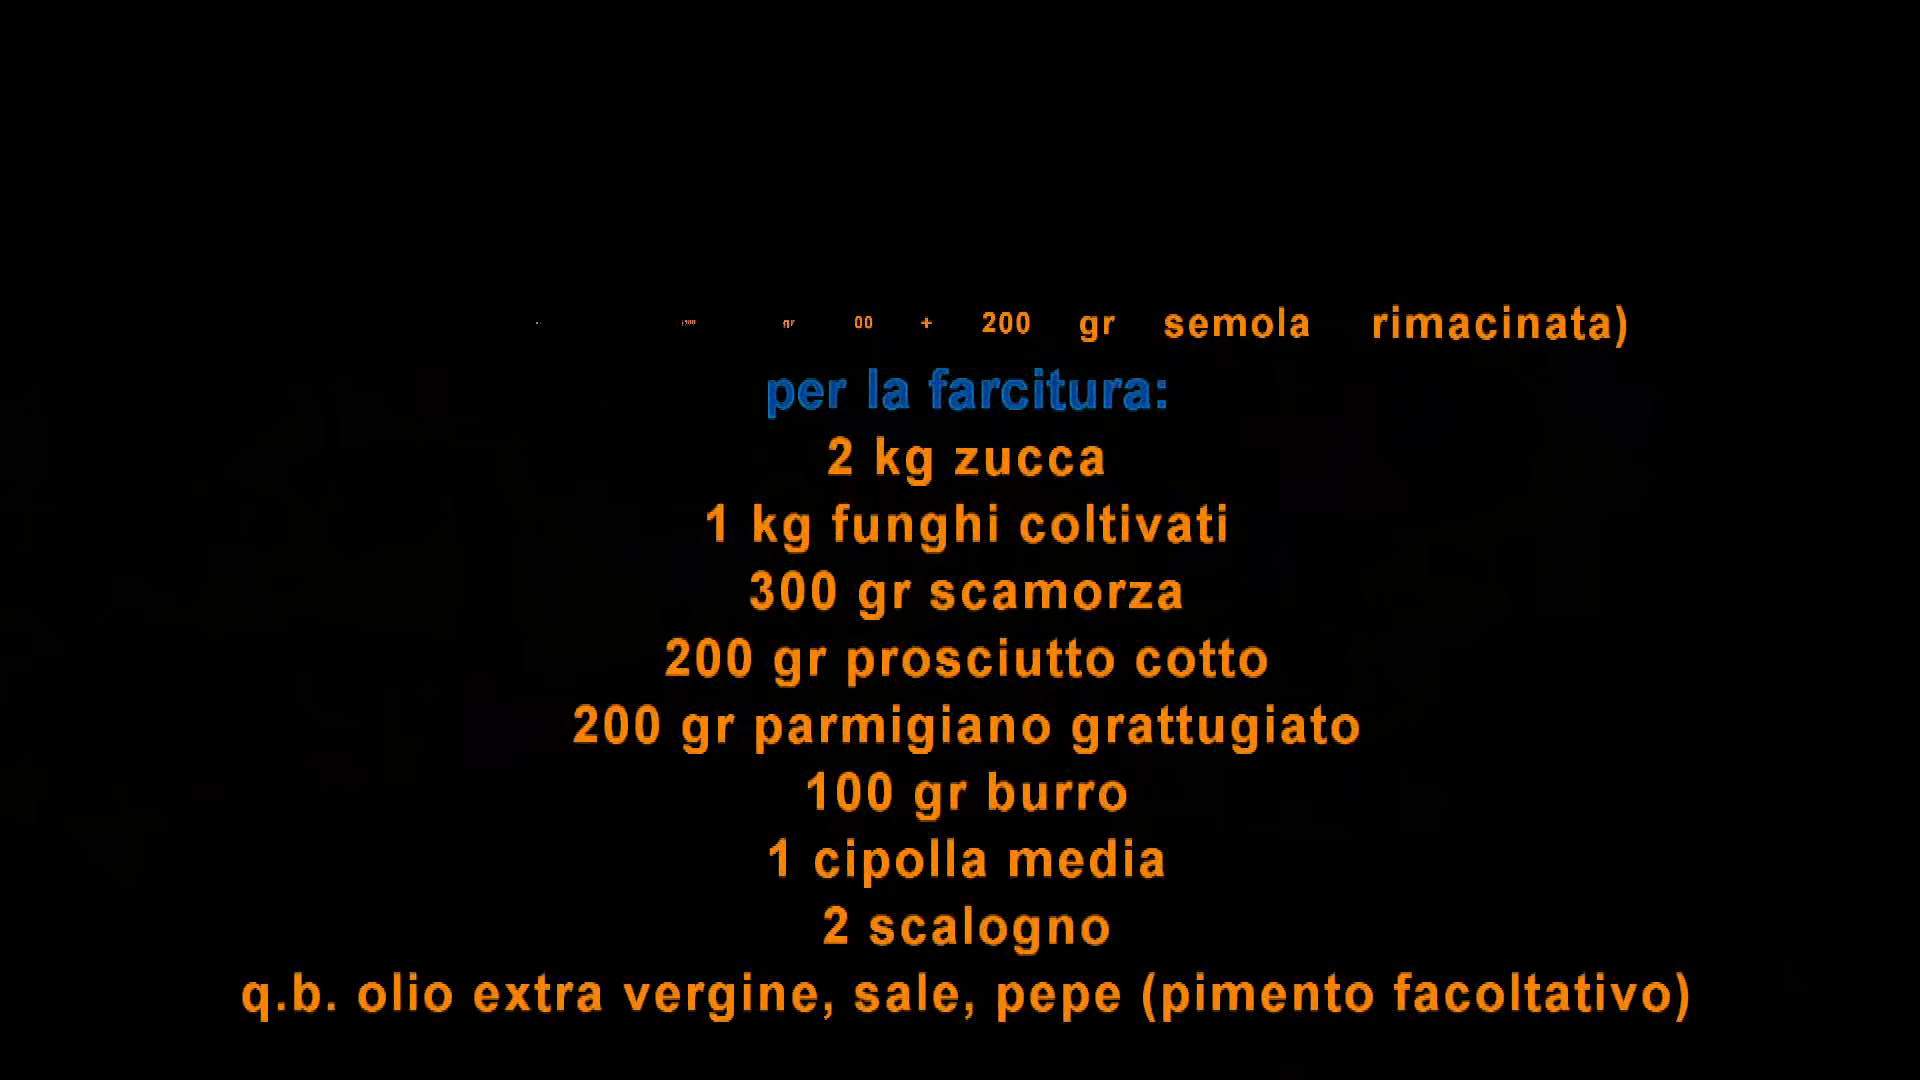 gr 00 + 200 gr semola rimacinata)
per la farcitura:
2 kg zucca
1 kg funghi coltivati
300 gr scamorza
200 gr prosciutto cotto
200 gr parmigiano grattugiato
100 gr burro
1 cipolla media
2 scalogno
q.b. olio extra vergine, sale, pepe (pimento facoltativo)